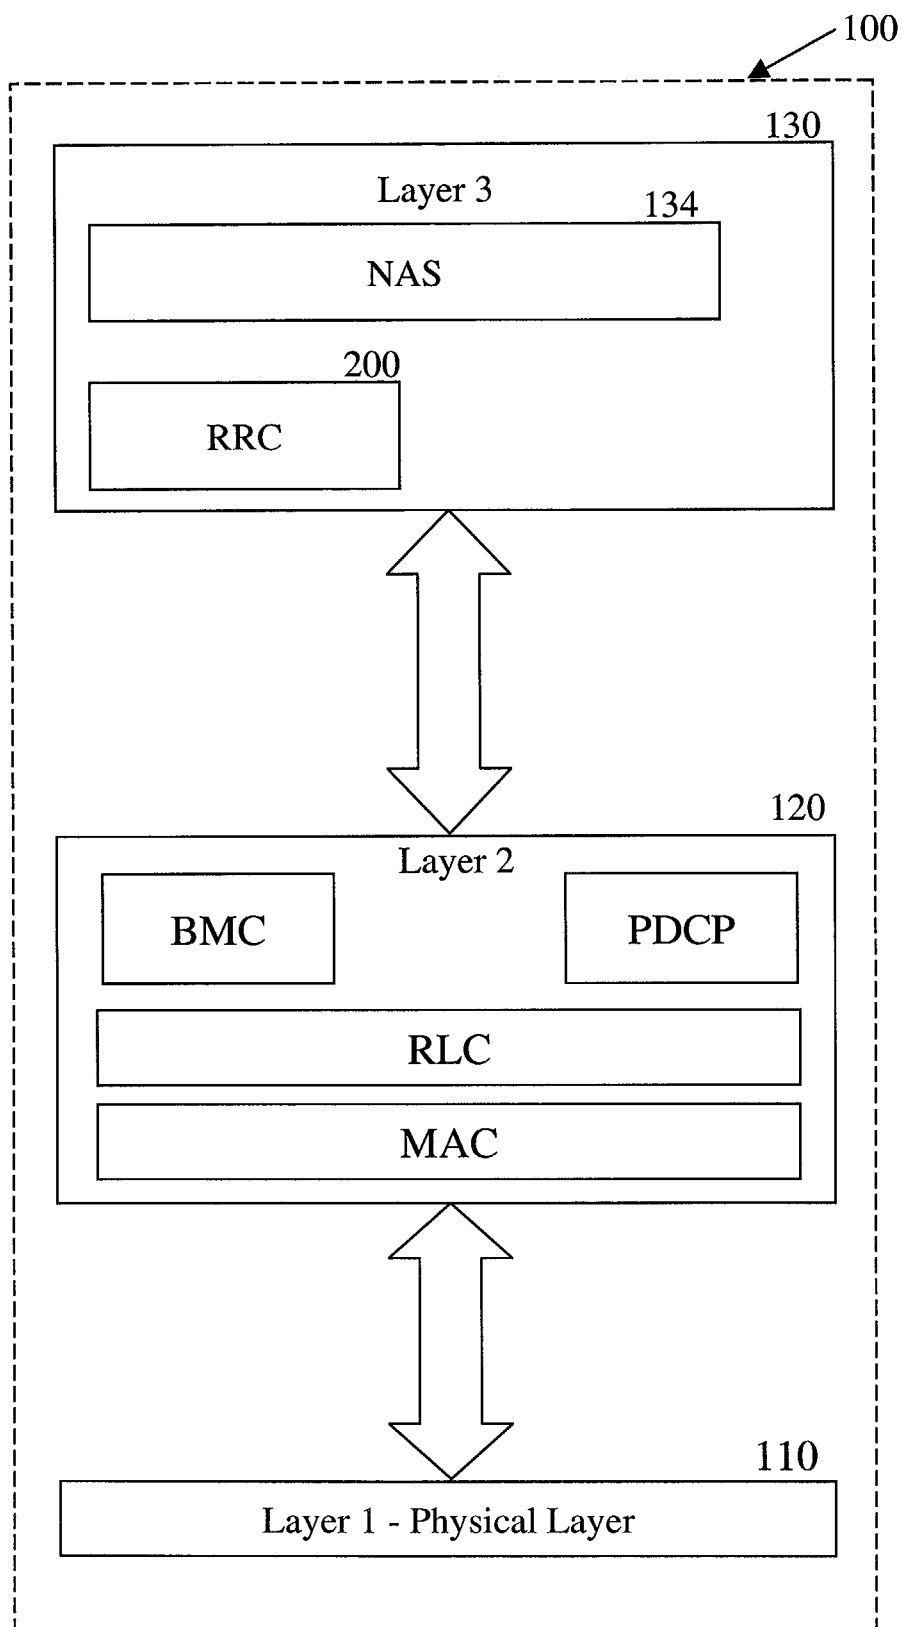 100
130
Layer 3
134
NAS
200
RRC
120
Layer 2
BMC
PDCP
RLC
MAC
110
Layer 1 - Physical Layer